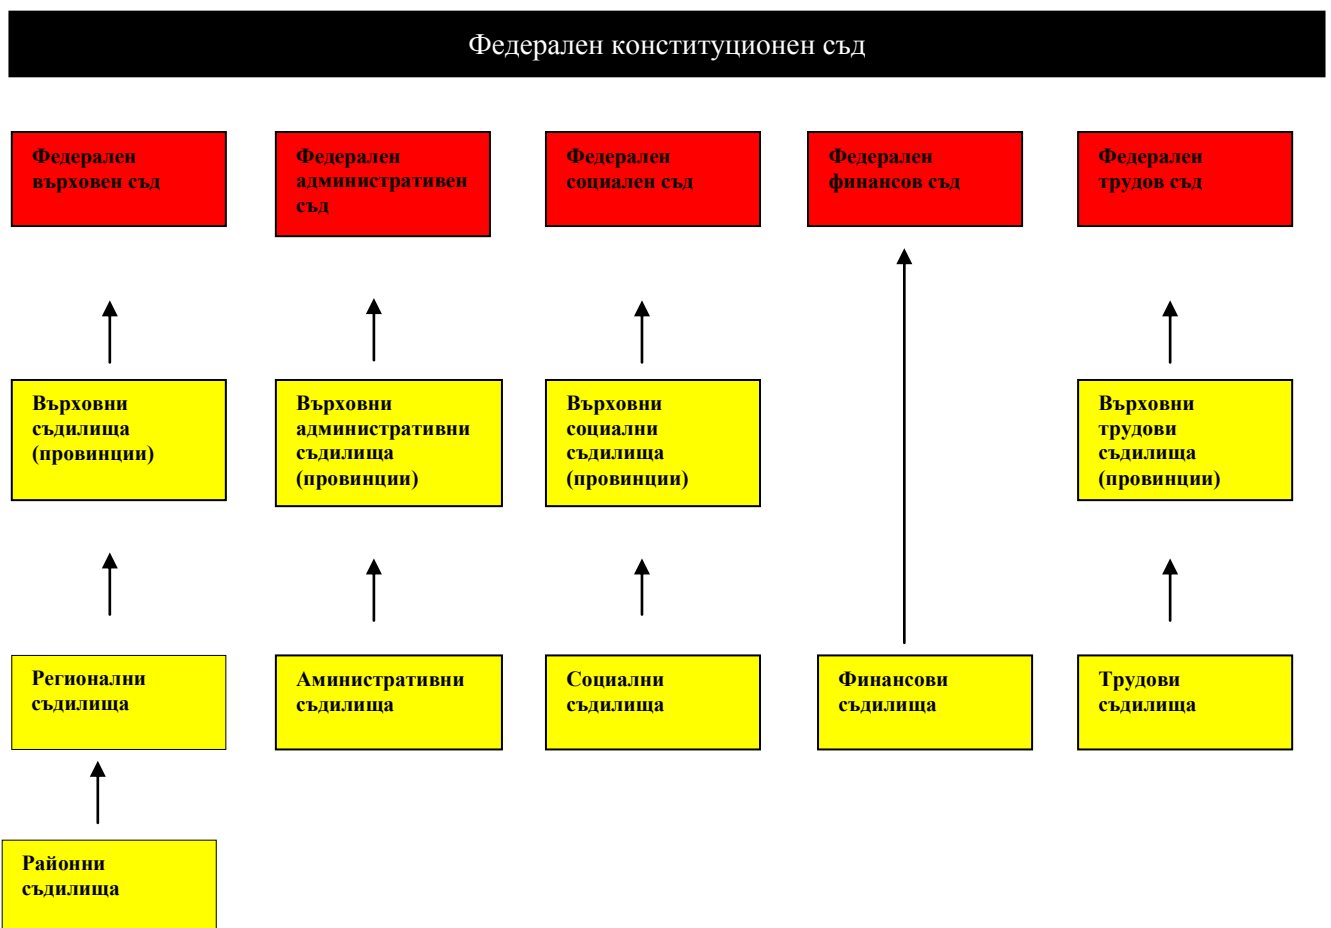 Федерален конституционен съд
Федерален
върховен съд
Федерален
административен
съд
Федерален
социален съд
Федерален
финансов съд
Федерален
трудов съд
Върховни
съдилища
(провинции)
Върховни
административни
съдилища
(провинции)
Върховни
социални
съдилища
(провинции)
Върховни
трудови
съдилища
(провинции)
Регионални
съдилища
Аминистративни
съдилища
Социални
съдилища
Финансови
съдилища
Трудови
съдилища
Районни
съдилища